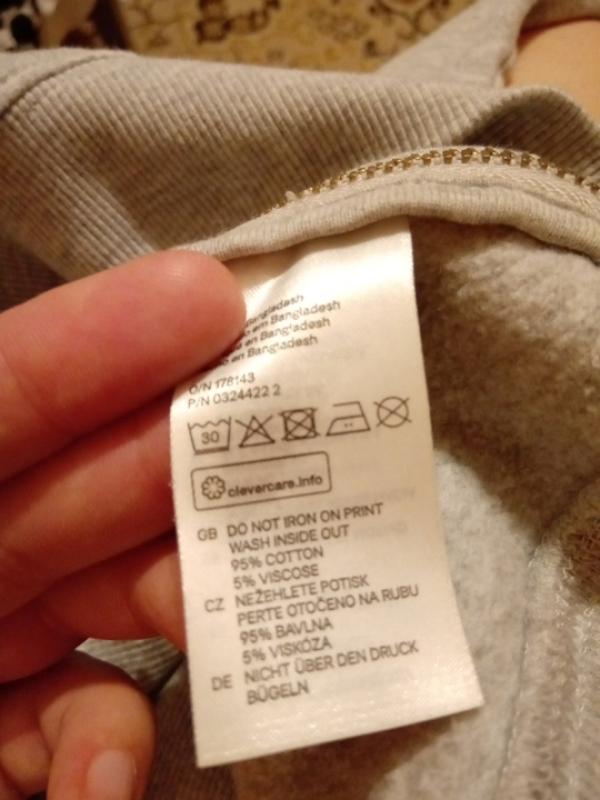 Bangladesh
em Bangladesh
en Bangladesh
en Bangladesh
O/N 178143
P/N 0324422 2
30
clevercare.info
GB DO NOT IRON ON PRINT
WASH INSIDE OUT
95% COTTON
5% VISCOSE
CZ NEŽEHLETE POTISK
PERTE OTOČENO NA RUBU
95% BAVLNA
5% VISKÓZA
DE NICHT ÜBER DEN DRUCK
BÜGELN